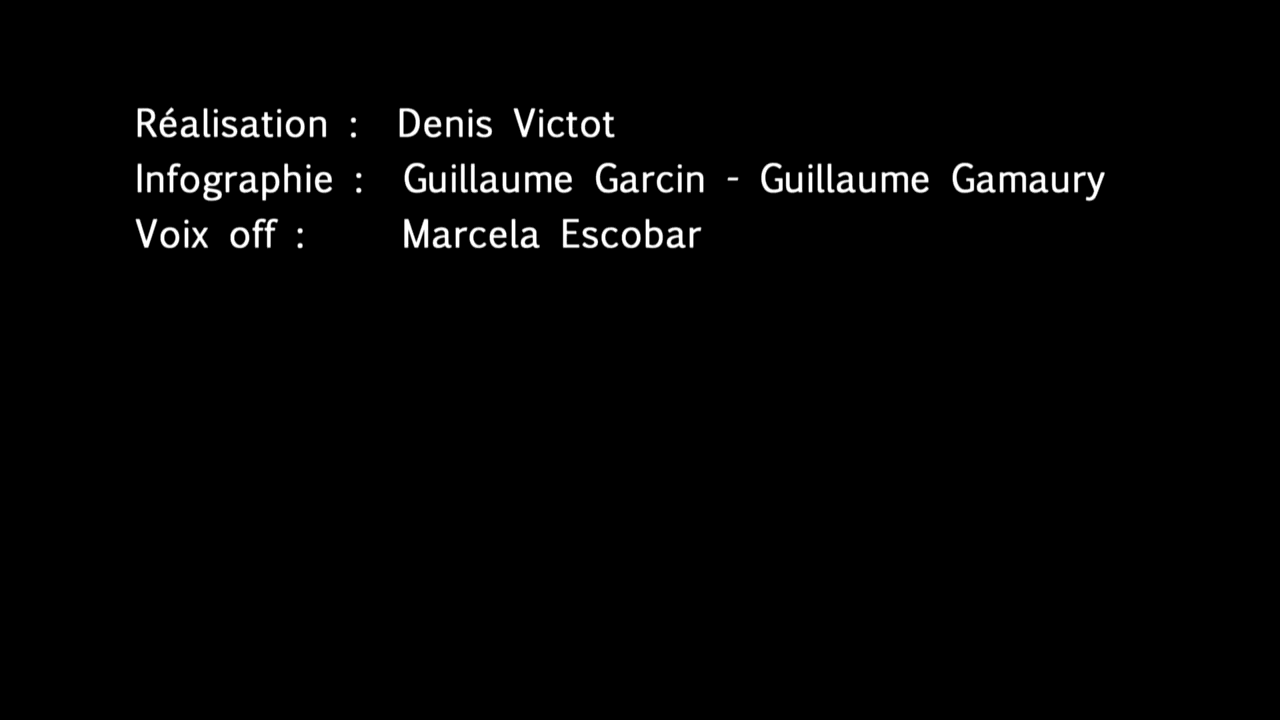 Réalisation : Denis Victot
Infographie : Guillaume Garcin - Guillaume Gamaury
Voix off : Marcela Escobar